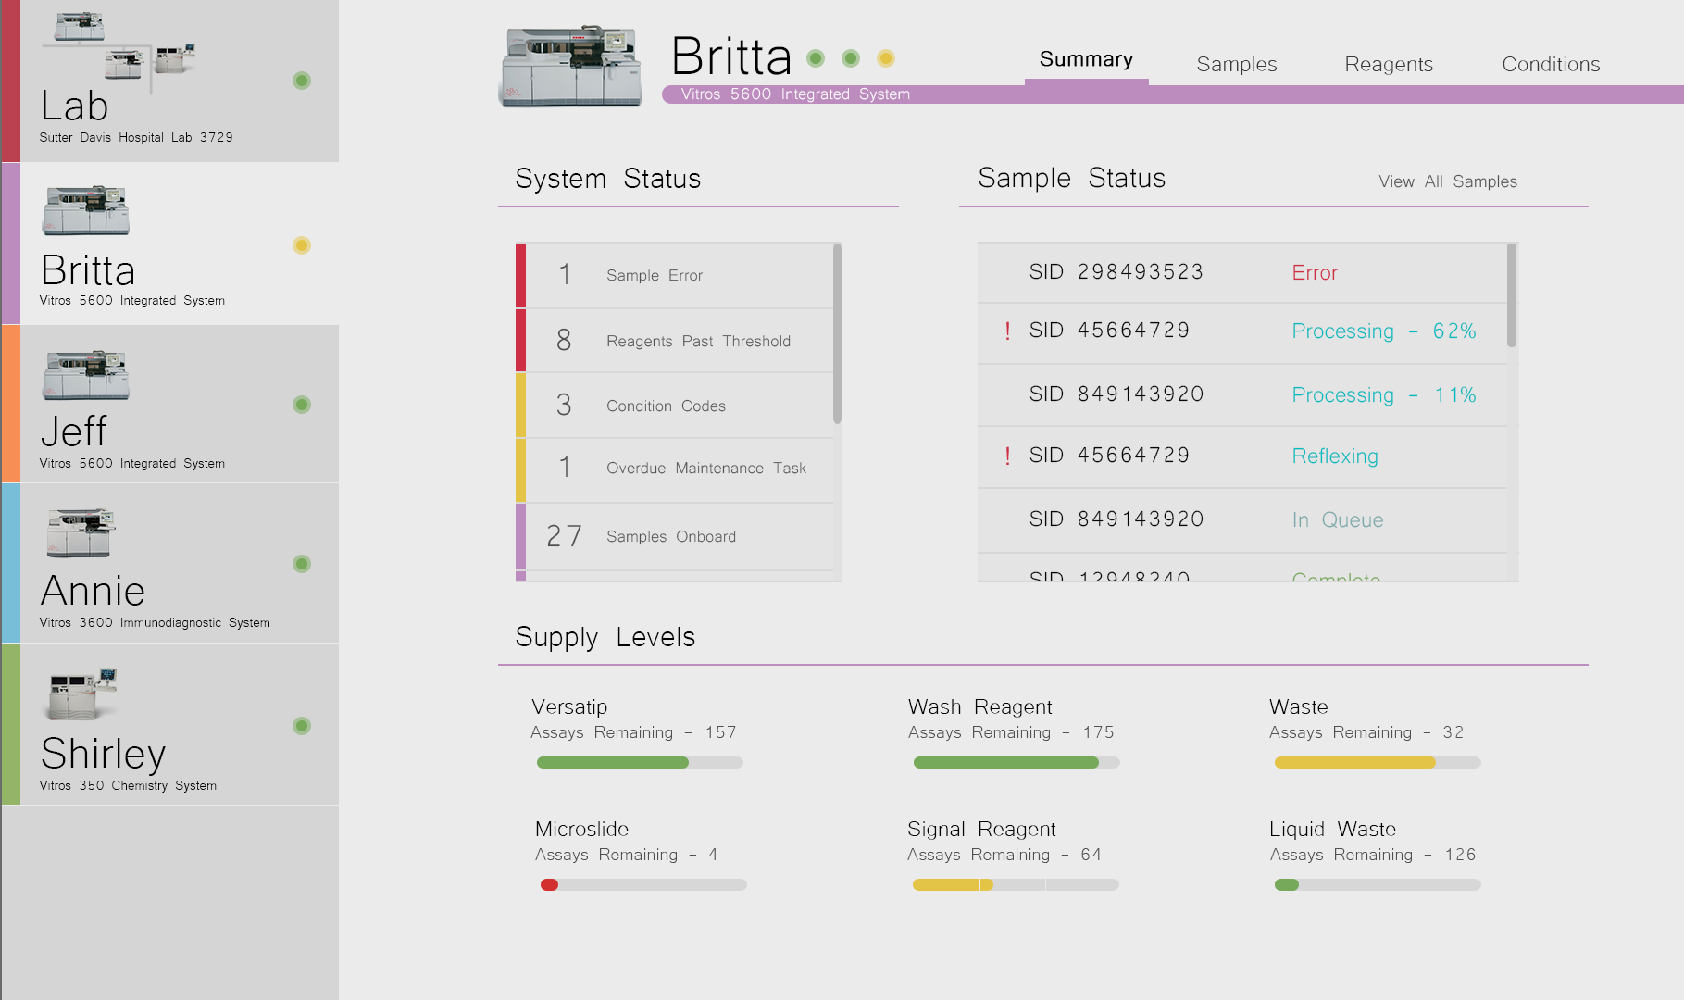 Lab
Sutter Davis Hospital Lab 3729
Britta
Vitros 5600 Integrated System
Jeff
Vitros 5600 Integrated System
Annie
Vitros 3600 Immunodiagnostic System
Shirley
Vitros 350 Chemistry System
Britta
Vitros 5600 Integrated System
Summary
Samples
Reagents
Conditions
System Status
1 Sample Error
8 Reagents Past Threshold
3 Condition Codes
1 Overdue Maintenance Task
27 Samples Onboard
Sample Status
View All Samples
SID 298493523 Error
! SID 45664729 Processing - 62%
SID 849143920 Processing - 11%
! SID 45664729 Reflexing
SID 849143920 In Queue
SID 12948240 Complete
Supply Levels
Versatip
Assays Remaining - 157
Wash Reagent
Assays Remaining - 175
Waste
Assays Remaining - 32
Microslide
Assays Remaining - 4
Signal Reagent
Assays Remaining - 64
Liquid Waste
Assays Remaining - 126